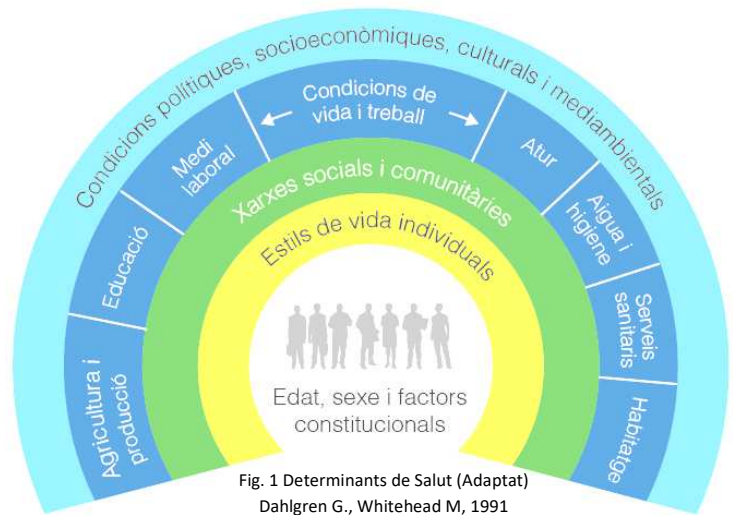 Condicions polítiques, socioeconòmiques, culturals i mediambientals
Condicions de
vida i treball
Medi
laboral
Atur
Educació
Aigua i
higiene
Agricultura i
producció
Serveis
sanitaris
Habitatge
Xarxes socials i comunitàries
Estils de vida individuals
Edat, sexe i factors
constitucionals
Fig. 1 Determinants de Salut (Adaptat)
Dahlgren G., Whitehead M, 1991